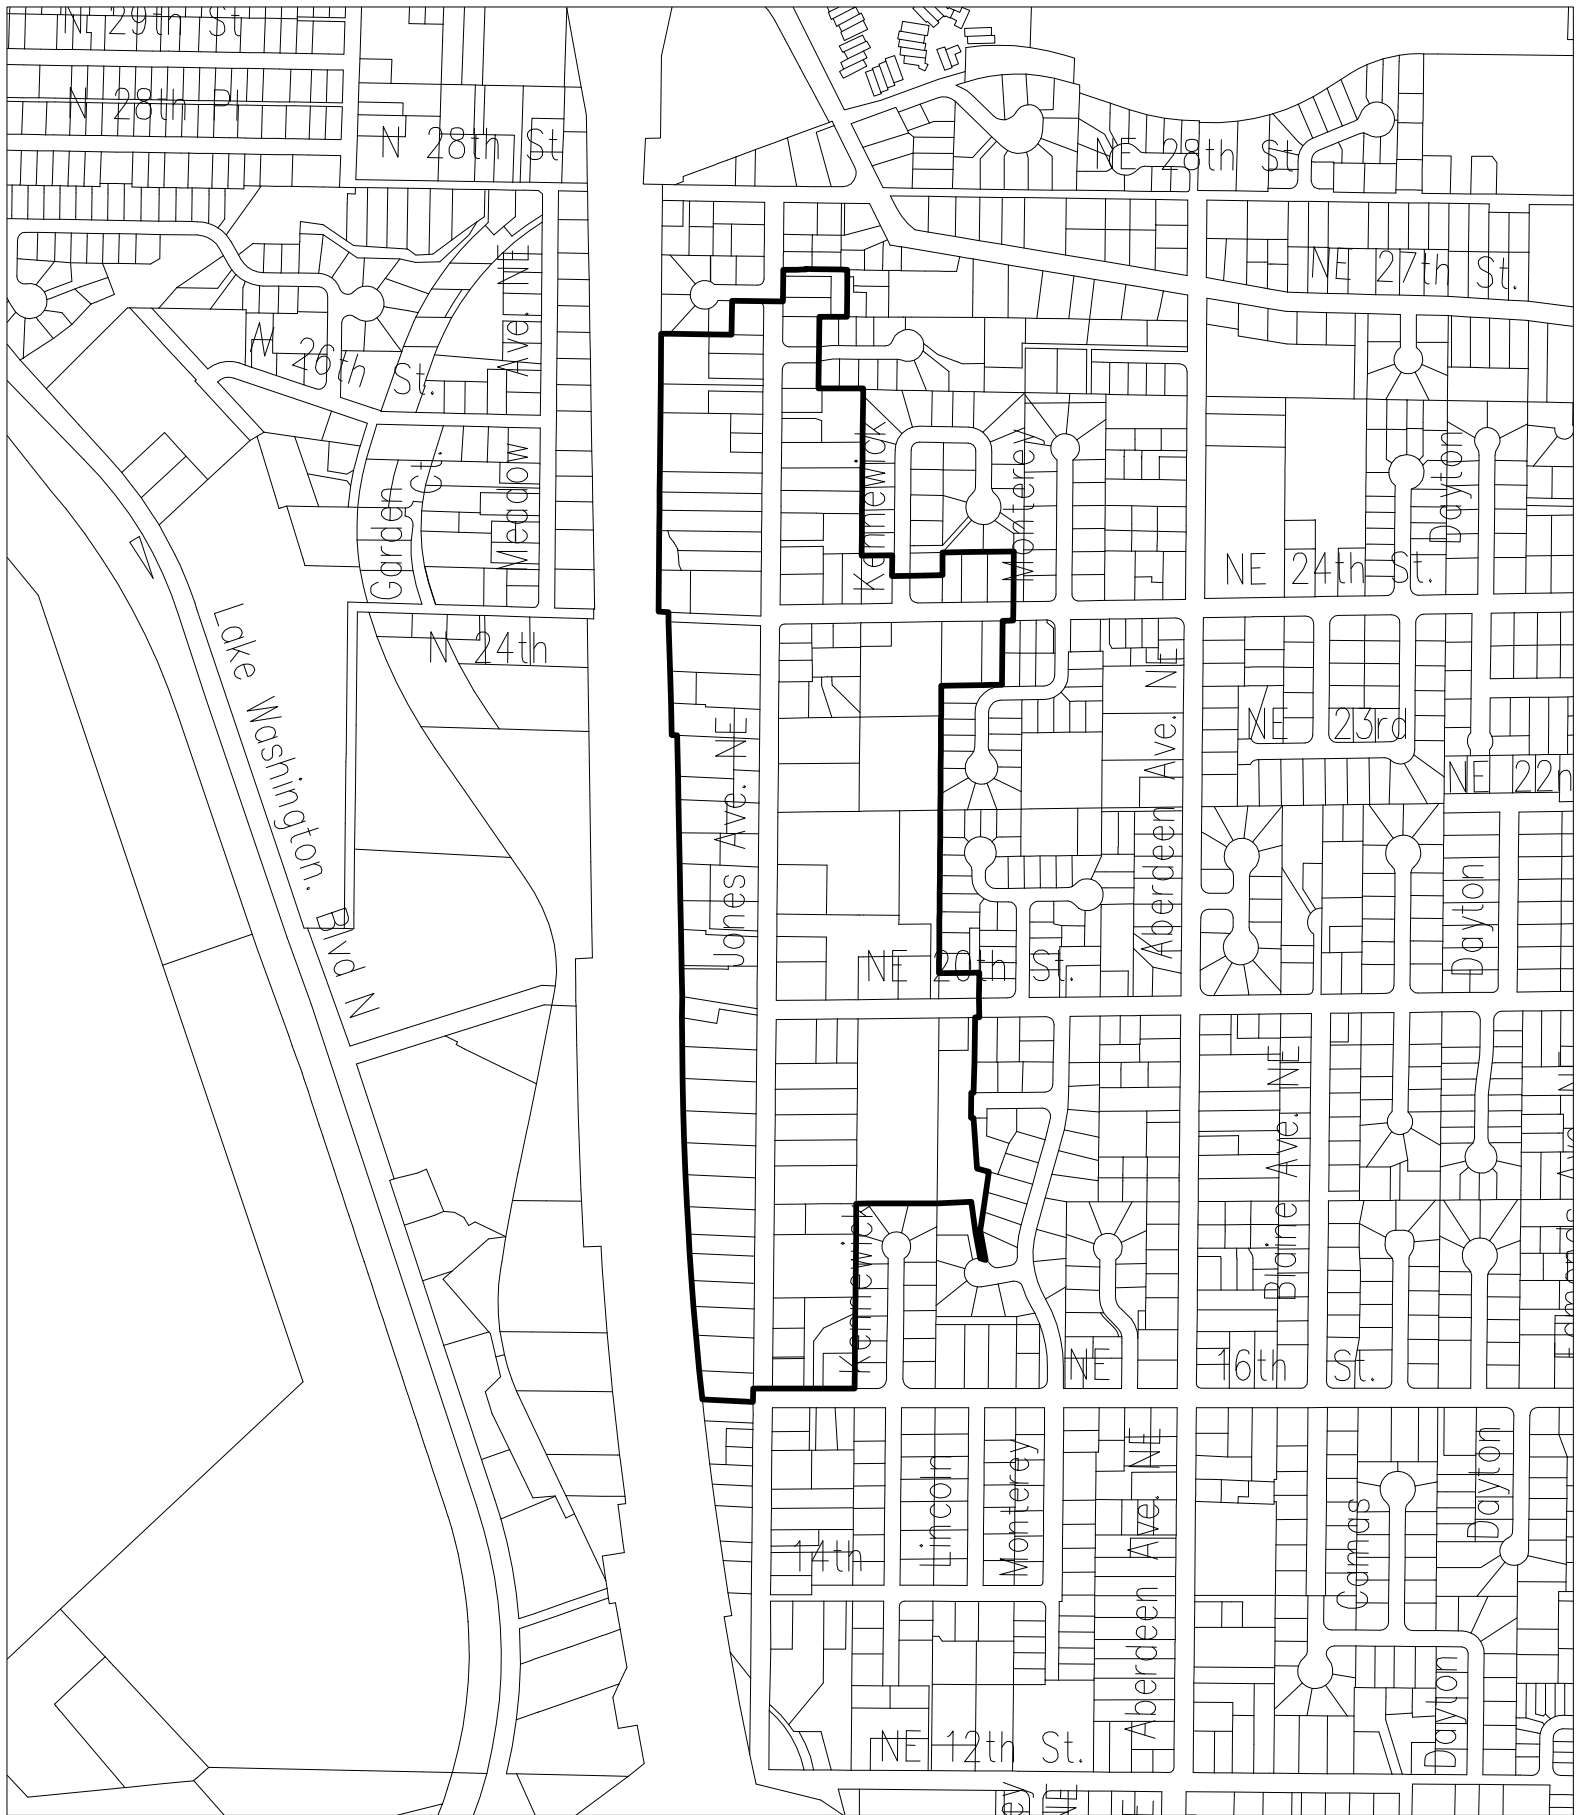 N. 29th St
N 28th Pl
N 28th St
NE 28th St
NE 27th St.
N 26th St.
Meadow Ave. NE
Garden Ct.
Kennewick
Monterey
Dayton
NE 24th St.
N 24th
Lake Washington. Blvd N
Jones Ave. NE
Aberdeen Ave. NE
NE 23rd
NE 22n
Dayton
NE 20th St.
Blaine Ave. NE
Kennewick
NE 16th St.
14th
Lincoln
Monterey
Aberdeen Ave. NE
Camas
Dayton
Dayton
NE 12th St.
ey
NE
E